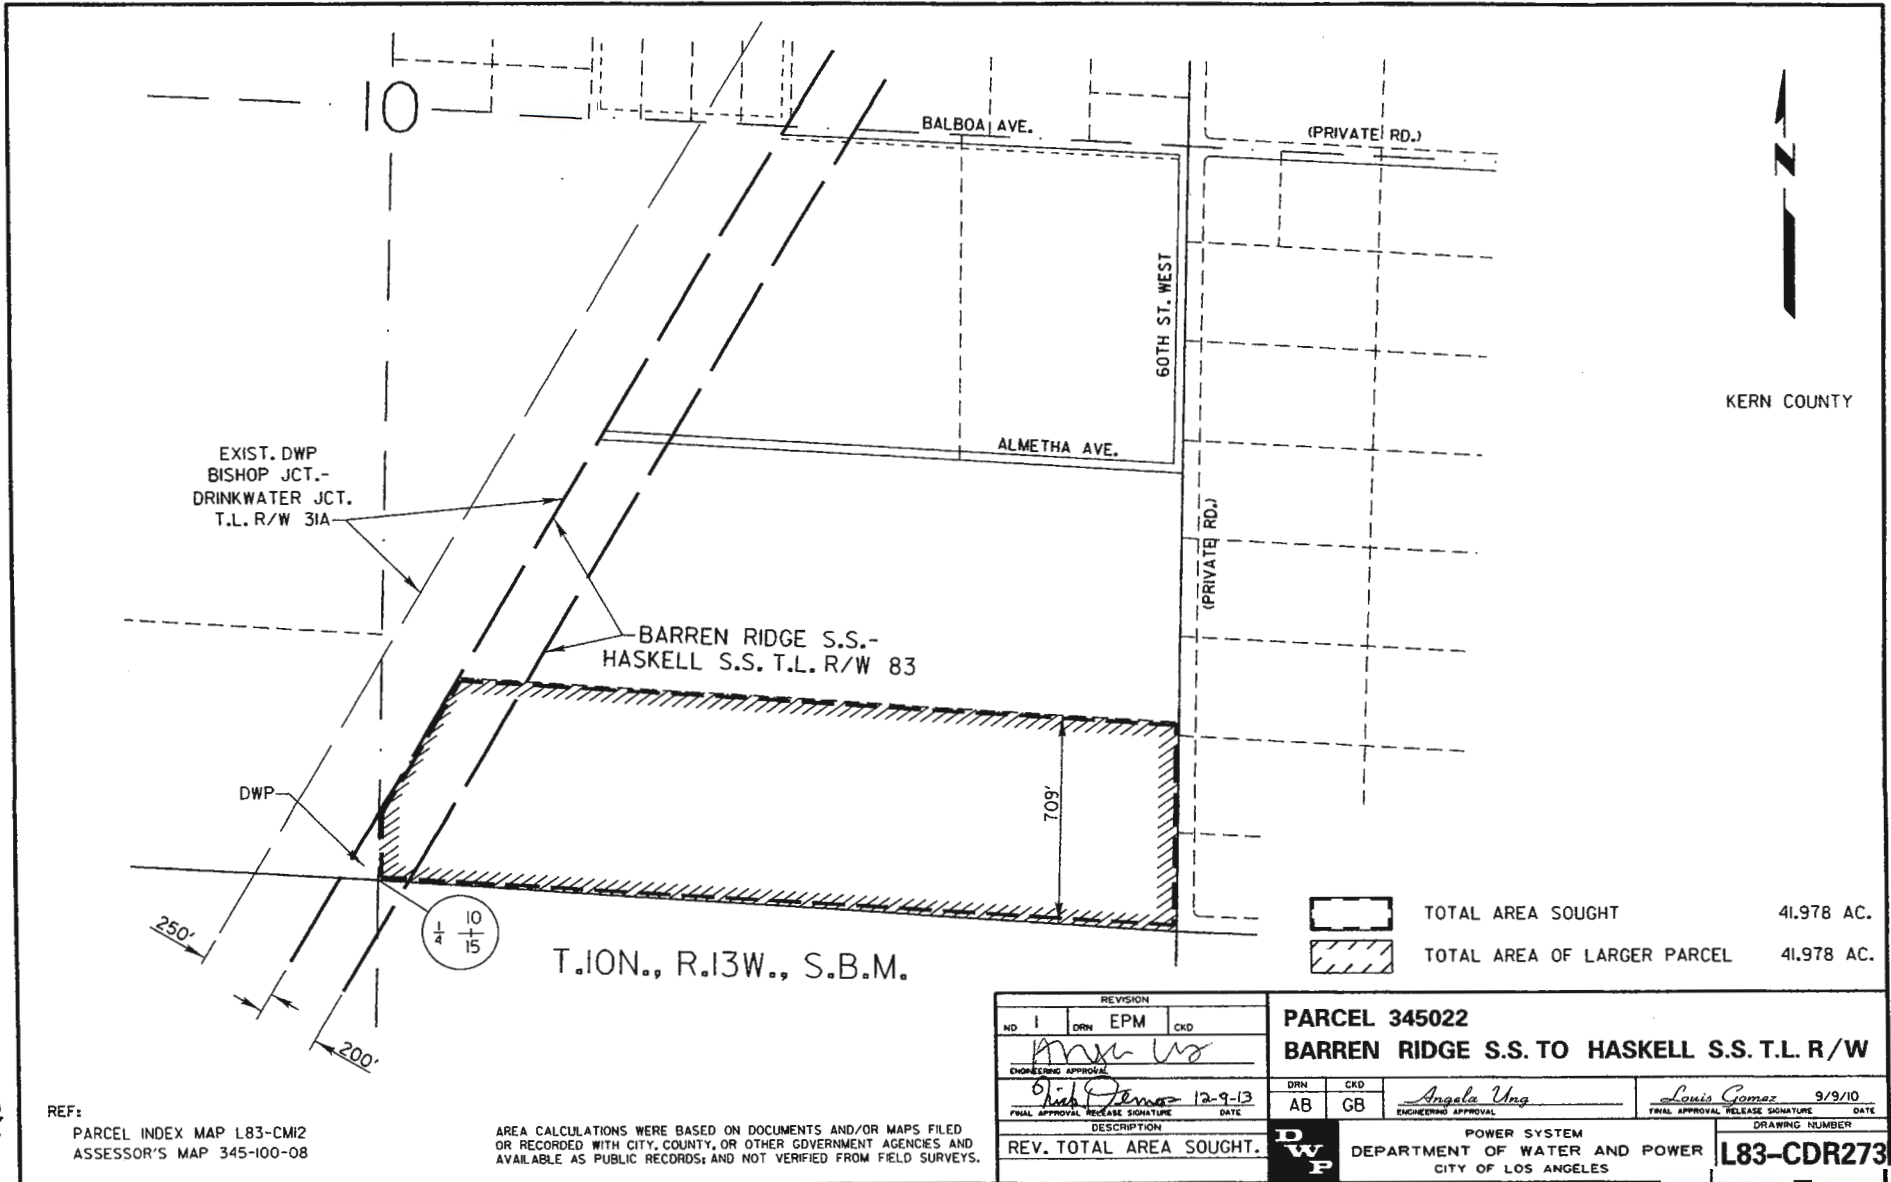 10
BALBOA AVE.
(PRIVATE RD.)
N
60TH ST. WEST
KERN COUNTY
ALMETHA AVE.
EXIST. DWP
BISHOP JCT.-
DRINKWATER JCT.
T.L. R/W 31A
(PRIVATE RD.)
BARREN RIDGE S.S.-
HASKELL S.S. T.L. R/W 83
DWP
709'
250'
1/4 10/15
T.10N., R.13W., S.B.M.
200'
TOTAL AREA SOUGHT 41.978 AC.
TOTAL AREA OF LARGER PARCEL 41.978 AC.
REVISION
NO 1 DRN EPM CKD
ENGINEERING APPROVAL
12-9-13
FINAL APPROVAL RELEASE SIGNATURE DATE
DESCRIPTION
REV. TOTAL AREA SOUGHT.
PARCEL 345022
BARREN RIDGE S.S. TO HASKELL S.S. T.L. R/W
DRN CKD
AB GB
Angela Ung
ENGINEERING APPROVAL
Louis Gomez 9/9/10
FINAL APPROVAL RELEASE SIGNATURE DATE
DWP
POWER SYSTEM
DEPARTMENT OF WATER AND POWER
CITY OF LOS ANGELES
DRAWING NUMBER
L83-CDR273
REF:
PARCEL INDEX MAP L83-CMI2
ASSESSOR'S MAP 345-100-08
AREA CALCULATIONS WERE BASED ON DOCUMENTS AND/OR MAPS FILED
OR RECORDED WITH CITY, COUNTY, OR OTHER GOVERNMENT AGENCIES AND
AVAILABLE AS PUBLIC RECORDS; AND NOT VERIFIED FROM FIELD SURVEYS.